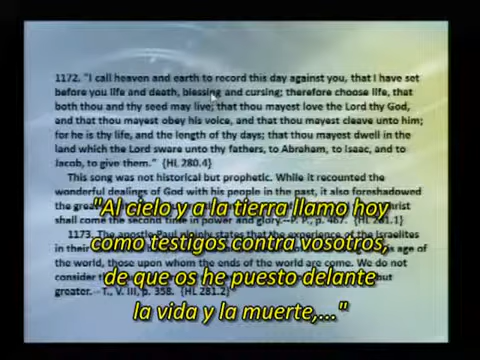 1172. "I call heaven and earth to record this day against you, that I have set
before you life and death, blessing and cursing; therefore choose life, that
both thou and thy seed may live; that thou mayest love the Lord thy God,
and that thou mayest obey his voice, and that thou mayest cleave unto him;
for he is thy life, and the length of thy days; that thou mayest dwell in the
land which the Lord sware unto thy fathers, to Abraham, to Isaac, and to
Jacob, to give them." {HL 280.4}
This song was not historical but prophetic. While it recounted the
wonderful dealings of God with his people in the past, it also foreshadowed
the
shall come the second time in power and glory.--P. P., p. 467. {HL 281.1}
1173. The apostle Paul plainly states that the experience of the Israelites
in their age of
the world, those upon whom the ends of the world are come. We do not
consider but
greater.--T., V. III, p. 358. {HL 281.2}
"Al cielo y a la tierra llamo hoy
como testigos contra vosotros,
de que os he puesto delante
la vida y la muerte,..."